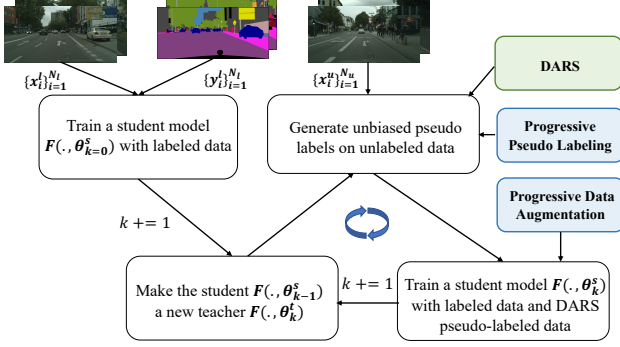 {x_i^l}_{i=1}^{N_l}
{y_i^l}_{i=1}^{N_l}
{x_i^u}_{i=1}^{N_u}
DARS
Train a student model
F(., θ_{k=0}^s) with labeled data
Generate unbiased pseudo
labels on unlabeled data
Progressive
Pseudo Labeling
Progressive Data
Augmentation
k += 1
Make the student F(., θ_{k-1}^s)
a new teacher F(., θ_k^t)
k += 1
Train a student model F(., θ_k^s)
with labeled data and DARS
pseudo-labeled data